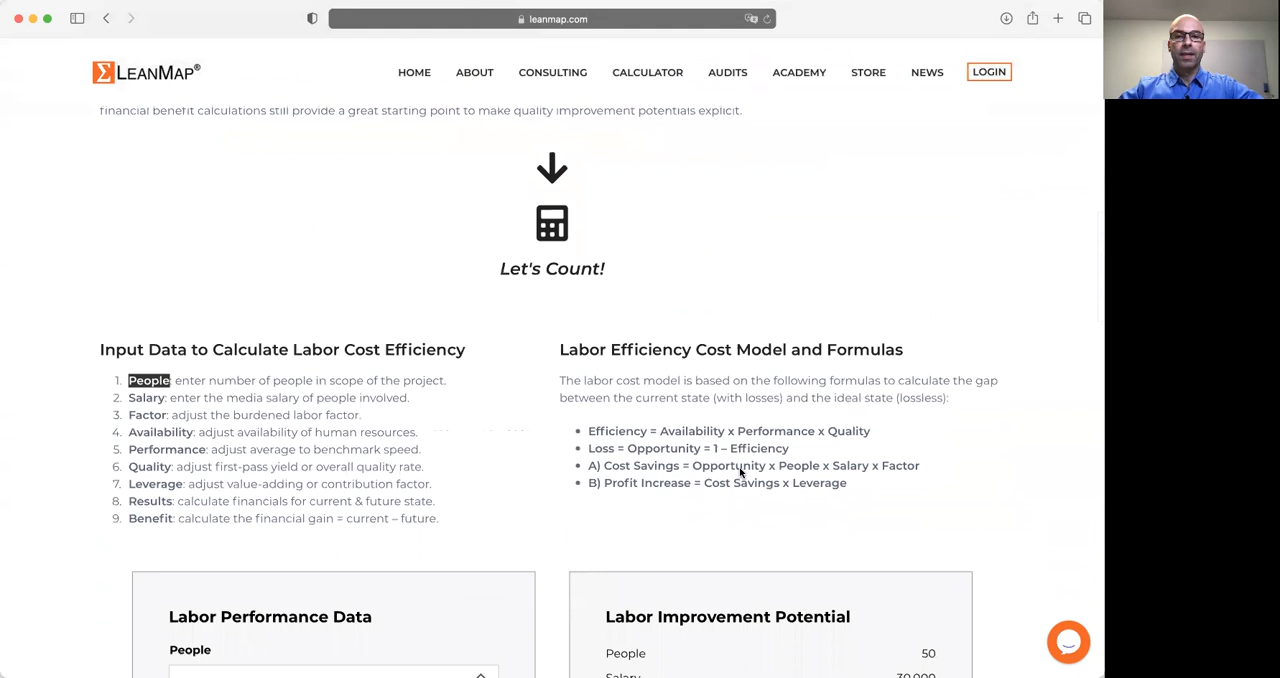 leanmap.com
LEANMAP®
HOME ABOUT CONSULTING CALCULATOR AUDITS ACADEMY STORE NEWS LOGIN
financial benefit calculations still provide a great starting point to make quality improvement potentials explicit.
Let's Count!
Input Data to Calculate Labor Cost Efficiency
1. People: enter number of people in scope of the project.
2. Salary: enter the media salary of people involved.
3. Factor: adjust the burdened labor factor.
4. Availability: adjust availability of human resources.
5. Performance: adjust average to benchmark speed.
6. Quality: adjust first-pass yield or overall quality rate.
7. Leverage: adjust value-adding or contribution factor.
8. Results: calculate financials for current & future state.
9. Benefit: calculate the financial gain = current – future.
Labor Efficiency Cost Model and Formulas
The labor cost model is based on the following formulas to calculate the gap
between the current state (with losses) and the ideal state (lossless):
• Efficiency = Availability x Performance x Quality
• Loss = Opportunity = 1 – Efficiency
• A) Cost Savings = Opportunity x People x Salary x Factor
• B) Profit Increase = Cost Savings x Leverage
Labor Performance Data
People
Labor Improvement Potential
People 50
Salary 30,000